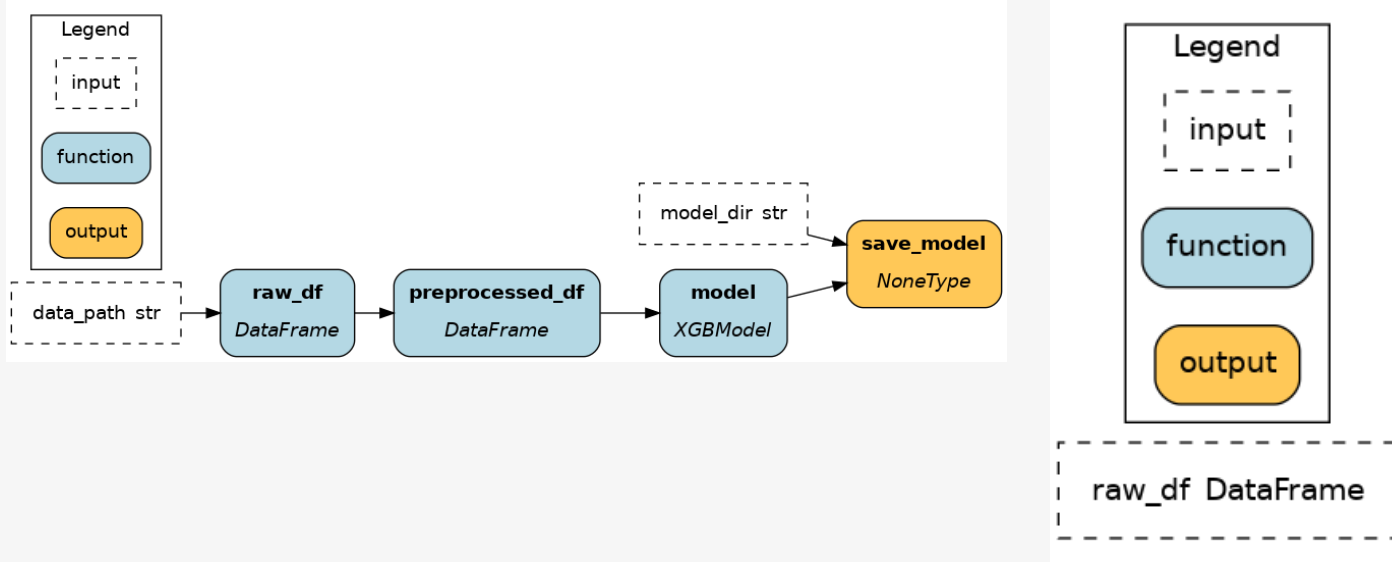 Legend
input
function
output
data_path str
raw_df
DataFrame
preprocessed_df
DataFrame
model
XGBModel
model_dir str
save_model
NoneType
Legend
input
function
output
raw_df DataFrame